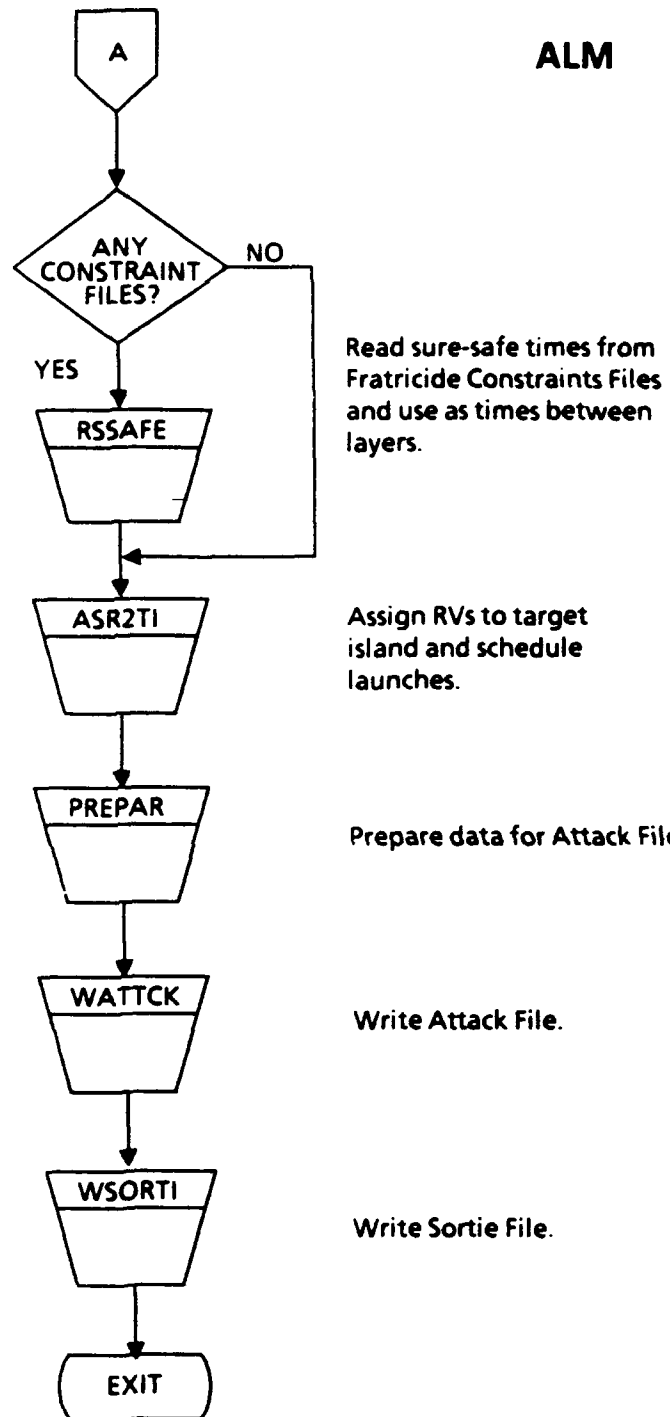 A
ALM
ANY
CONSTRAINT
FILES?
NO
YES
Read sure-safe times from
Fratricide Constraints Files
and use as times between
layers.
RSSAFE
ASR2TI
Assign RVs to target
island and schedule
launches.
PREPAR
Prepare data for Attack Fil
WATTCK
Write Attack File.
WSORTI
Write Sortie File.
EXIT